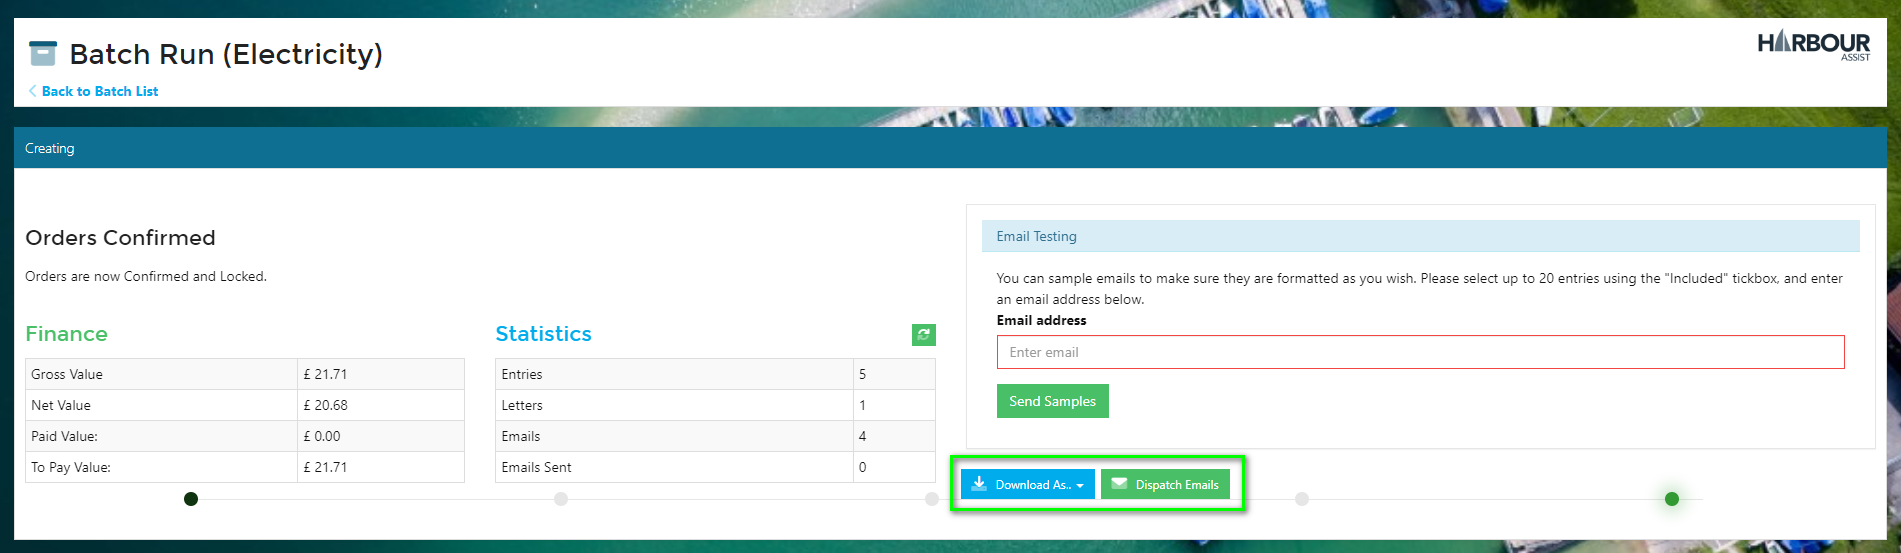 Batch Run (Electricity)
HARBOUR
ASSIST
Back to Batch List
Creating
Orders Confirmed
Orders are now Confirmed and Locked.
Finance
Gross Value £ 21.71
Net Value £ 20.68
Paid Value: £ 0.00
To Pay Value: £ 21.71
Statistics
Entries 5
Letters 1
Emails 4
Emails Sent 0
Email Testing
You can sample emails to make sure they are formatted as you wish. Please select up to 20 entries using the "Included" tickbox, and enter
an email address below.
Email address
Enter email
Send Samples
Download As..
Dispatch Emails